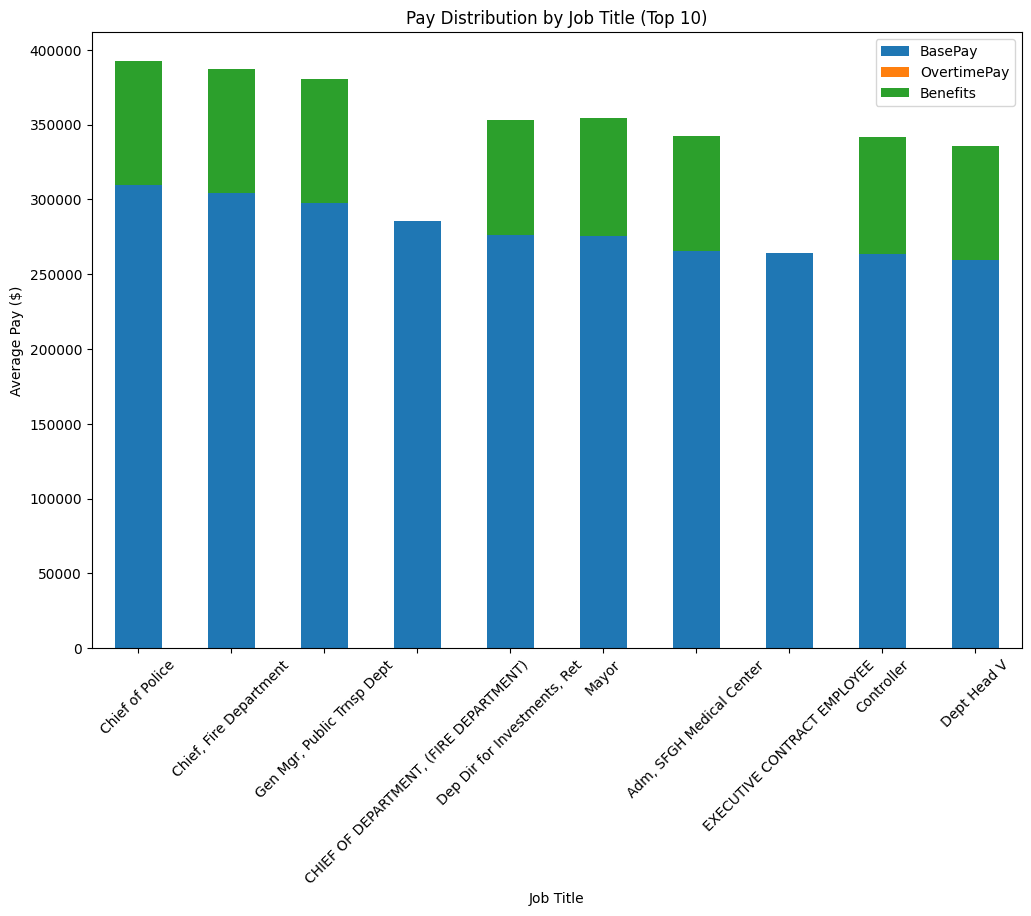 Pay Distribution by Job Title (Top 10)
BasePay
OvertimePay
Benefits
Average Pay ($)
400000
350000
300000
250000
200000
150000
100000
50000
0
Chief of Police
Chief, Fire Department
Gen Mgr, Public Trnsp Dept
CHIEF OF DEPARTMENT, (FIRE DEPARTMENT)
Dep Dir for Investments, Ret
Mayor
Adm, SFGH Medical Center
EXECUTIVE CONTRACT EMPLOYEE
Controller
Dept Head V
Job Title